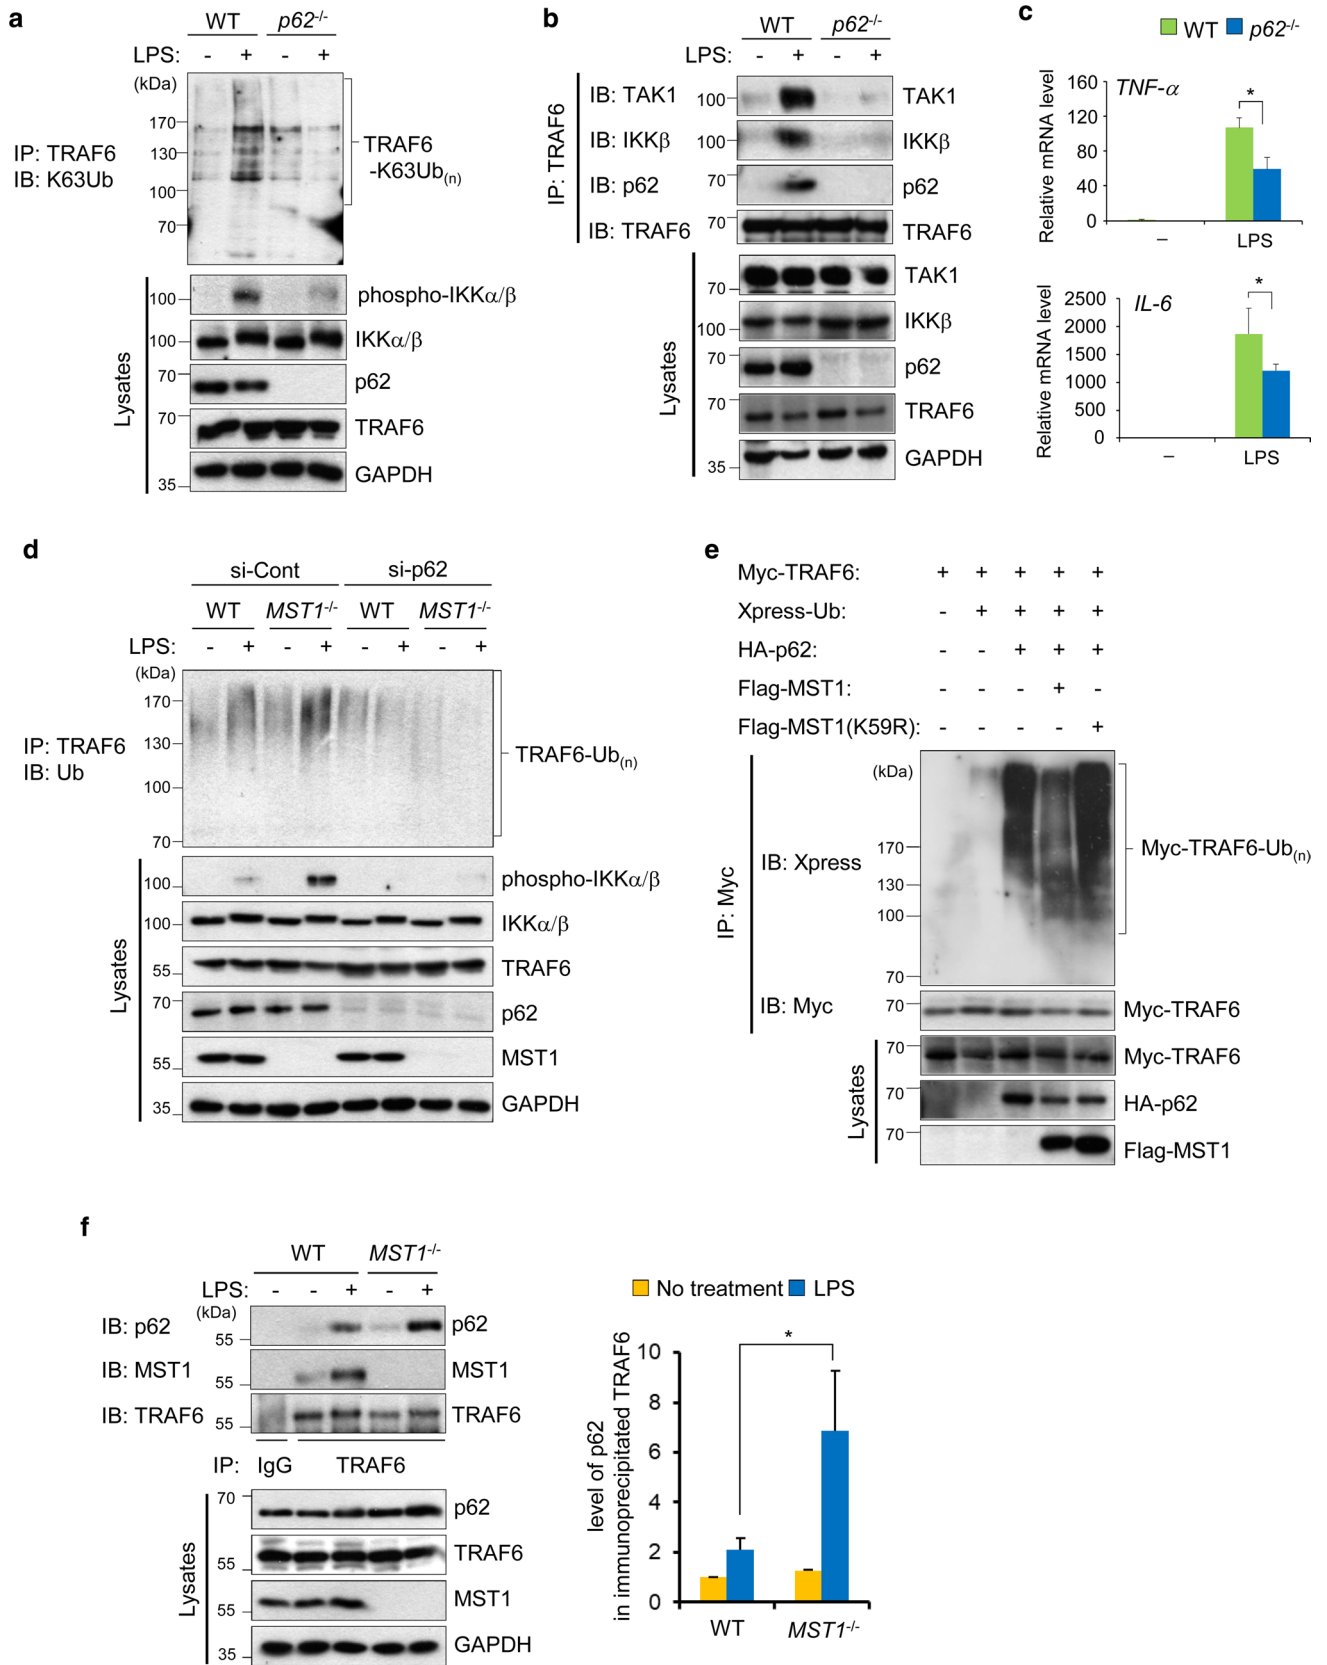 a
WT p62-/-
LPS: - + - +
(kDa)
170
130
100
70
IP: TRAF6
IB: K63Ub
TRAF6
-K63Ub(n)
100 phospho-IKKα/β
100 IKKα/β
70 p62
70 TRAF6
35 GAPDH
Lysates
b
WT p62-/-
LPS: - + - +
IP: TRAF6
IB: TAK1 100 TAK1
IB: IKKβ 100 IKKβ
IB: p62 70 p62
IB: TRAF6 70 TRAF6
Lysates
70 TAK1
100 IKKβ
70 p62
70 TRAF6
35 GAPDH
c
WT p62-/-
TNF-α
Relative mRNA level
160
120
80
40
0
*
– LPS
IL-6
Relative mRNA level
2500
2000
1500
1000
500
0
*
– LPS
d
si-Cont si-p62
WT MST1-/- WT MST1-/-
LPS: - + - + - + - +
(kDa)
170
130
100
70
IP: TRAF6
IB: Ub
TRAF6-Ub(n)
Lysates
100 phospho-IKKα/β
100 IKKα/β
55 TRAF6
70 p62
55 MST1
35 GAPDH
e
Myc-TRAF6: + + + + +
Xpress-Ub: - + + + +
HA-p62: - - + + +
Flag-MST1: - - - + -
Flag-MST1(K59R): - - - - +
(kDa)
170
130
100
70
IP: Myc
IB: Xpress
Myc-TRAF6-Ub(n)
IB: Myc 70 Myc-TRAF6
Lysates
70 Myc-TRAF6
70 HA-p62
70 Flag-MST1
f
WT MST1-/-
LPS: - - + - +
(kDa)
IB: p62 55 p62
IB: MST1 55 MST1
IB: TRAF6 55 TRAF6
IP: IgG TRAF6
Lysates
70 p62
55 TRAF6
55 MST1
35 GAPDH
No treatment LPS
level of p62
in immunoprecipitated TRAF6
10
8
6
4
2
0
*
WT MST1-/-